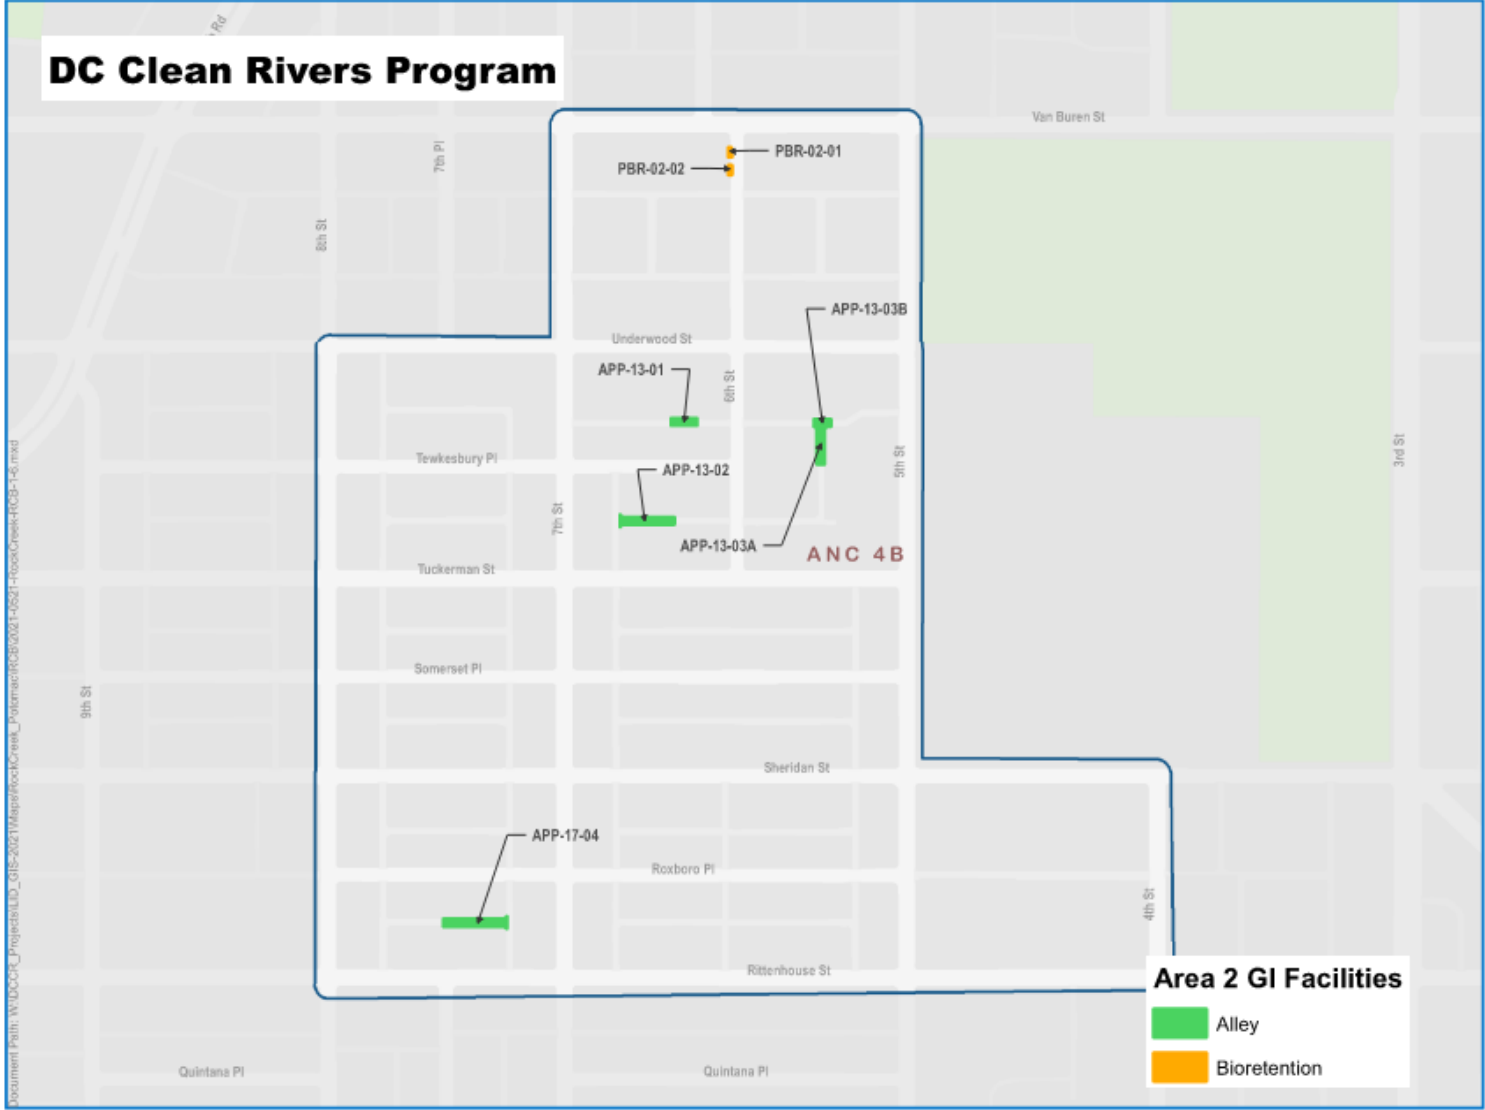 Rd
DC Clean Rivers Program
Van Buren St
7th Pl
PBR-02-01
PBR-02-02
8th St
APP-13-03B
Underwood St
APP-13-01
6th St
Tewkesbury Pl
5th St
3rd St
APP-13-02
7th St
APP-13-03A
ANC 4B
Tuckerman St
Somerset Pl
9th St
Sheridan St
APP-17-04
Roxboro Pl
4th St
Rittenhouse St
Area 2 GI Facilities
Alley
Bioretention
Quintana Pl
Quintana Pl